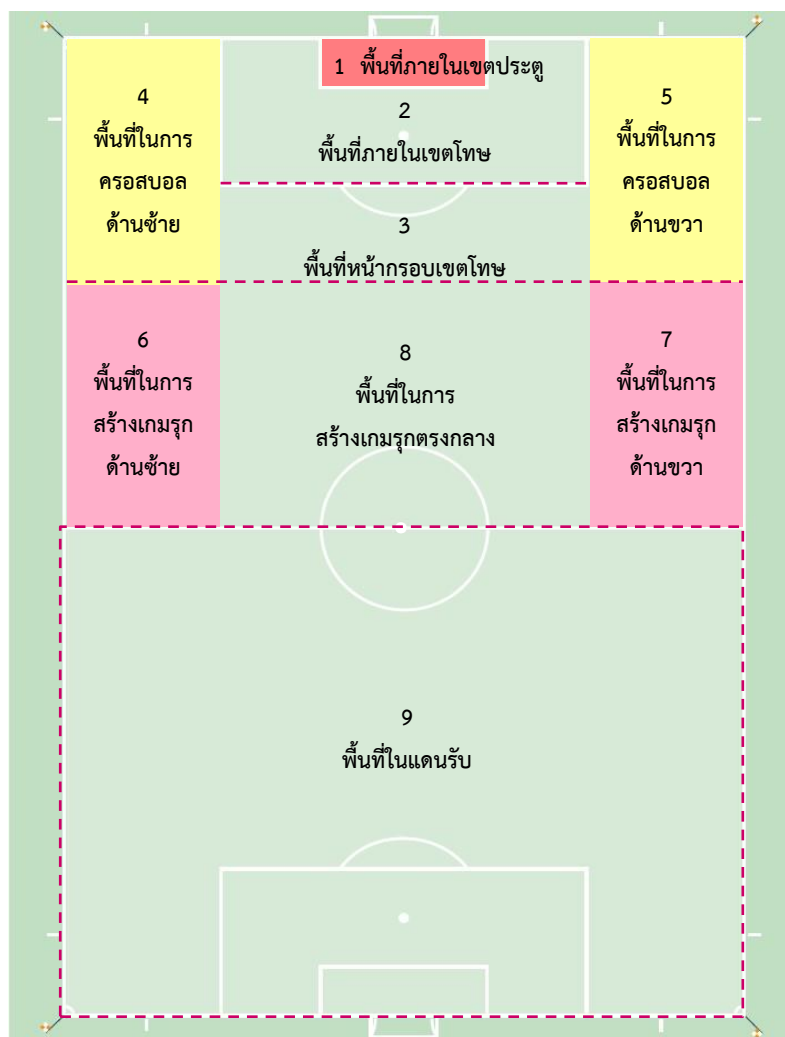 1 พื้นที่ภายในเขตประตู
2
พื้นที่ภายในเขตโทษ
4
พื้นที่ในการ
ครอสบอล
ด้านซ้าย
5
พื้นที่ในการ
ครอสบอล
ด้านขวา
3
พื้นที่หน้ากรอบเขตโทษ
6
พื้นที่ในการ
สร้างเกมรุก
ด้านซ้าย
8
พื้นที่ในการ
สร้างเกมรุกตรงกลาง
7
พื้นที่ในการ
สร้างเกมรุก
ด้านขวา
9
พื้นที่ในแดนรับ